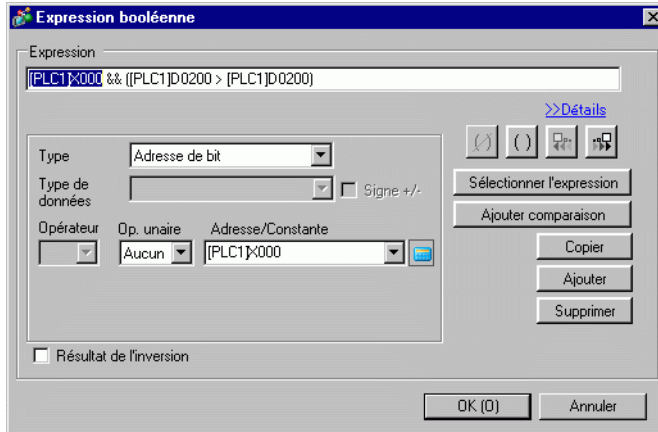 Expression booléenne
Expression
[PLC1]X000 && ([PLC1]D0200 > [PLC1]D0200)
>>Détails
( )
Type
Adresse de bit
Sélectionner l'expression
Type de données
Signe +/-
Ajouter comparaison
Opérateur
Op. unaire
Adresse/Constante
Aucun
[PLC1]X000
Copier
Ajouter
Supprimer
Résultat de l'inversion
OK (O)
Annuler